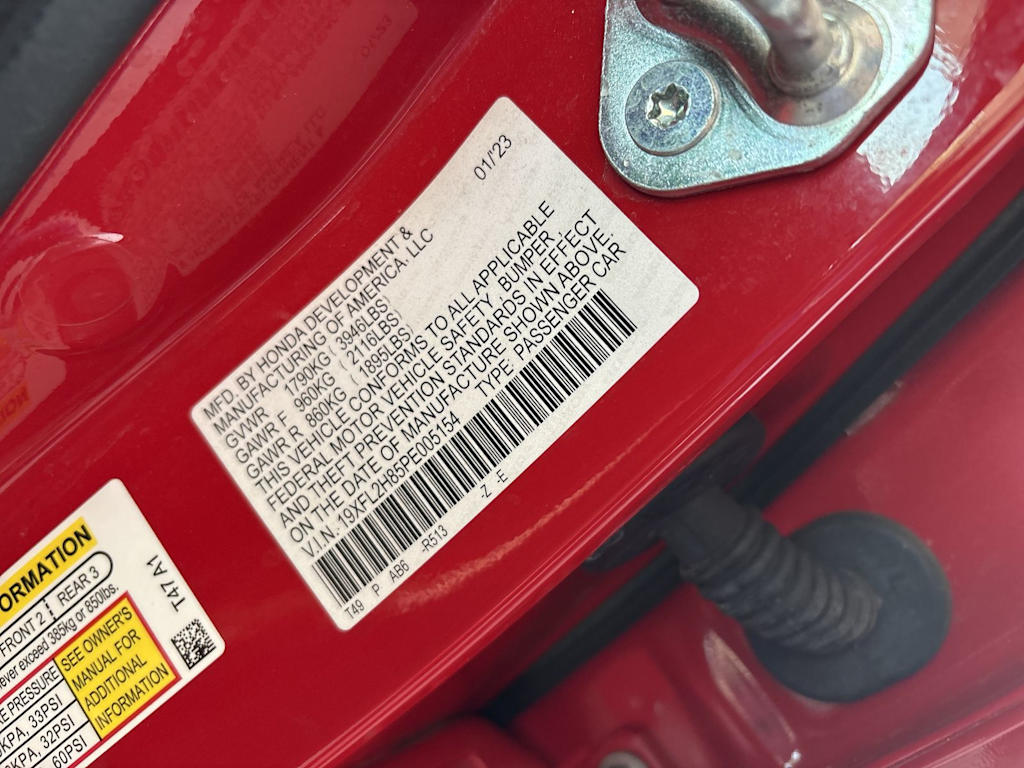 01/'23
MFD. BY HONDA DEVELOPMENT &
MANUFACTURING OF AMERICA, LLC
GVWR 1790KG ( 3946LBS)
GAWR F 960KG ( 2116LBS)
GAWR R 860KG ( 1895LBS)
THIS VEHICLE CONFORMS TO ALL APPLICABLE
FEDERAL MOTOR VEHICLE SAFETY, BUMPER,
AND THEFT PREVENTION STANDARDS IN EFFECT
ON THE DATE OF MANUFACTURE SHOWN ABOVE.
V.I.N.:19XFL2H85PE005154 TYPE: PASSENGER CAR
T49 P AB6 -R513 -Z -E
ORMATION
FRONT 2 REAR 3
never exceed 385kg or 850lbs.
RE PRESSURE
KPA, 33PSI
KPA, 32PSI
60PSI
SEE OWNER'S
MANUAL FOR
ADDITIONAL
INFORMATION
T47A1